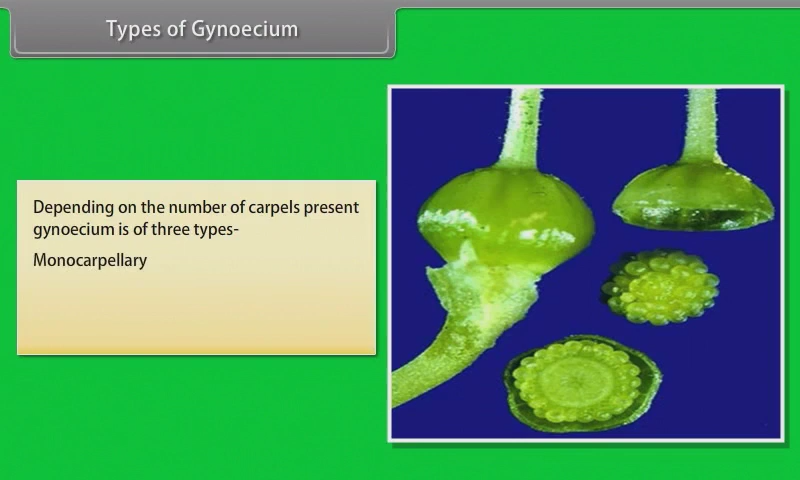 Types of Gynoecium
Depending on the number of carpels present
gynoecium is of three types-
Monocarpellary